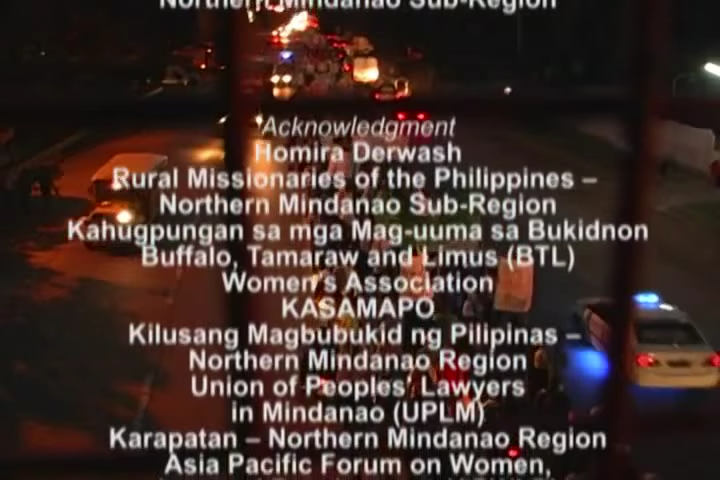 Northern Mindanao Sub-Region
Acknowledgment
Homira Derwash
Rural Missionaries of the Philippines –
Northern Mindanao Sub-Region
Kahugpungan sa mga Mag-uuma sa Bukidnon
Buffalo, Tamaraw and Limus (BTL)
Women's Association
KASAMAPO
Kilusang Magbubukid ng Pilipinas –
Northern Mindanao Region
Union of Peoples' Lawyers
in Mindanao (UPLM)
Karapatan – Northern Mindanao Region
Asia Pacific Forum on Women,